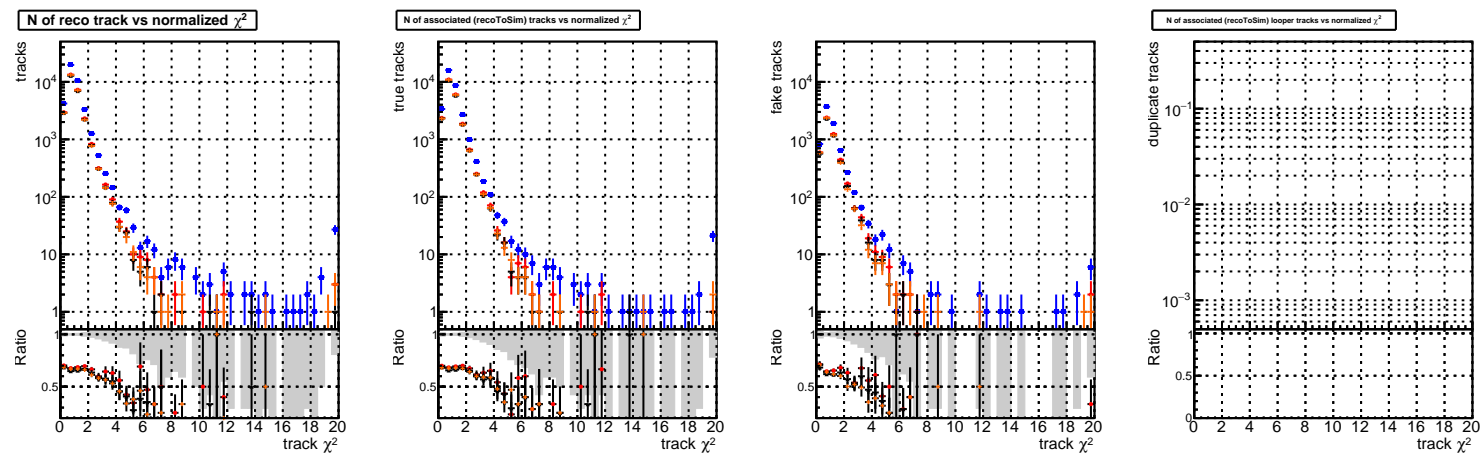 N of reco track vs normalized χ²
tracks
10⁴
10³
10²
10
1
Ratio
1
0.5
0 2 4 6 8 10 12 14 16 18 20
track χ²
N of associated (recoToSim) tracks vs normalized χ²
true tracks
10⁴
10³
10²
10
1
Ratio
1
0.5
0 2 4 6 8 10 12 14 16 18 20
track χ²
fake tracks
10⁴
10³
10²
10
1
Ratio
1
0.5
0 2 4 6 8 10 12 14 16 18 20
track χ²
N of associated (recoToSim) looper tracks vs normalized χ²
duplicate tracks
10⁻¹
10⁻²
10⁻³
Ratio
1
0.5
0
0 2 4 6 8 10 12 14 16 18 20
track χ²